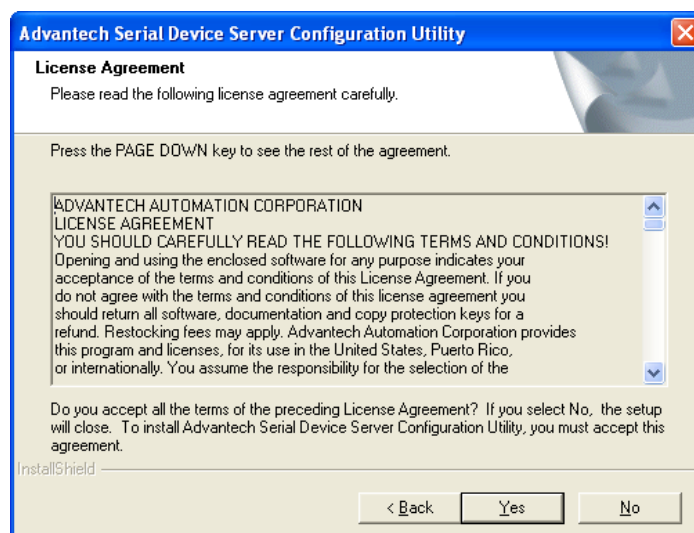 Advantech Serial Device Server Configuration Utility
License Agreement
Please read the following license agreement carefully.
Press the PAGE DOWN key to see the rest of the agreement.
ADVANTECH AUTOMATION CORPORATION
LICENSE AGREEMENT
YOU SHOULD CAREFULLY READ THE FOLLOWING TERMS AND CONDITIONS!
Opening and using the enclosed software for any purpose indicates your
acceptance of the terms and conditions of this License Agreement. If you
do not agree with the terms and conditions of this license agreement you
should return all software, documentation and copy protection keys for a
refund. Restocking fees may apply. Advantech Automation Corporation provides
this program and licenses, for its use in the United States, Puerto Rico,
or internationally. You assume the responsibility for the selection of the
Do you accept all the terms of the preceding License Agreement? If you select No, the setup
will close. To install Advantech Serial Device Server Configuration Utility, you must accept this
agreement.
InstallShield
< Back
Yes
No